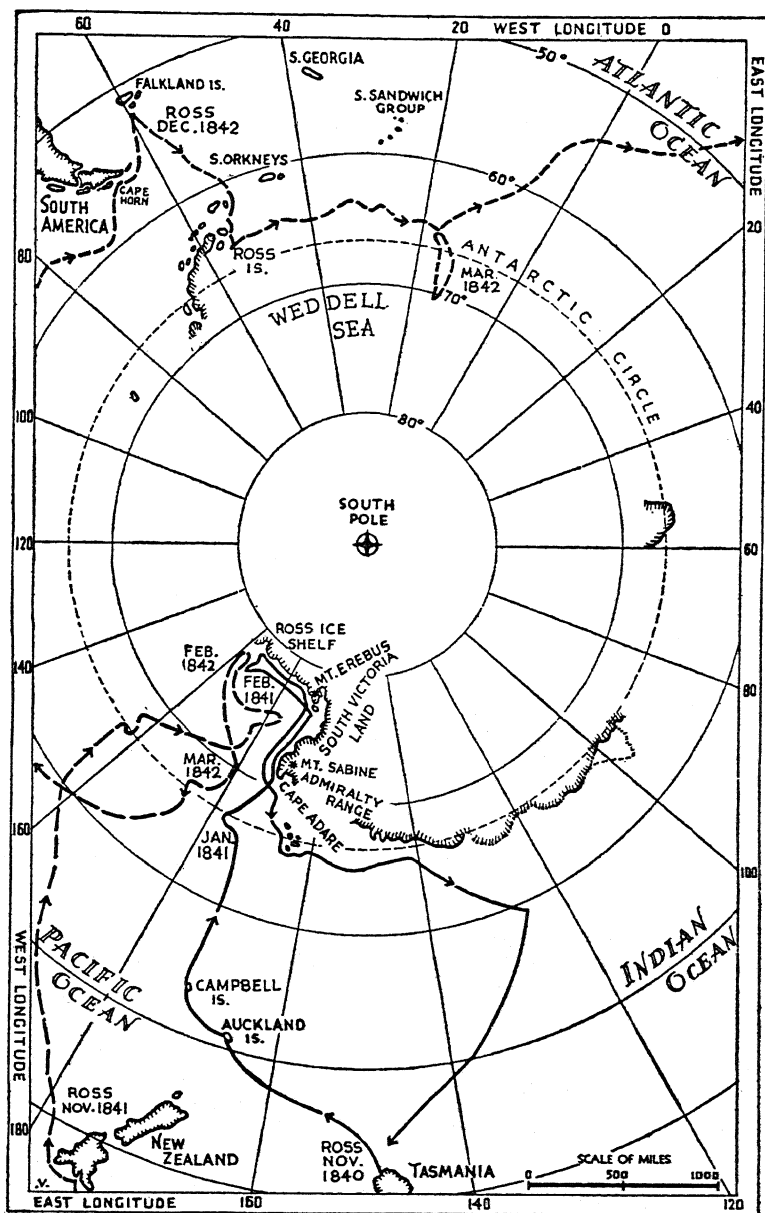 60
40
WEST LONGITUDE
20
0
50°
EAST LONGITUDE
ATLANTIC
OCEAN
S. GEORGIA
FALKLAND IS.
ROSS
DEC. 1842
S. SANDWICH
GROUP
S. ORKNEYS
60°
CAPE
HORN
SOUTH
AMERICA
20
80
ROSS
IS.
ANTARCTIC CIRCLE
MAR.
1842
70°
WEDDELL
SEA
100
40
80°
SOUTH
POLE
120
60
ROSS ICE
SHELF
FEB.
1842
MT. EREBUS
FEB.
1841
SOUTH VICTORIA
LAND
140
80
MAR.
1842
MT. SABINE
ADMIRALTY
RANGE
CAPE ADARE
JAN.
1841
160
100
WEST LONGITUDE
PACIFIC
OCEAN
INDIAN
OCEAN
CAMPBELL
IS.
AUCKLAND
IS.
ROSS
NOV. 1841
NEW
ZEALAND
180
ROSS
NOV.
1840
TASMANIA
SCALE OF MILES
0 500 1000
.V.
EAST LONGITUDE
160
140
120